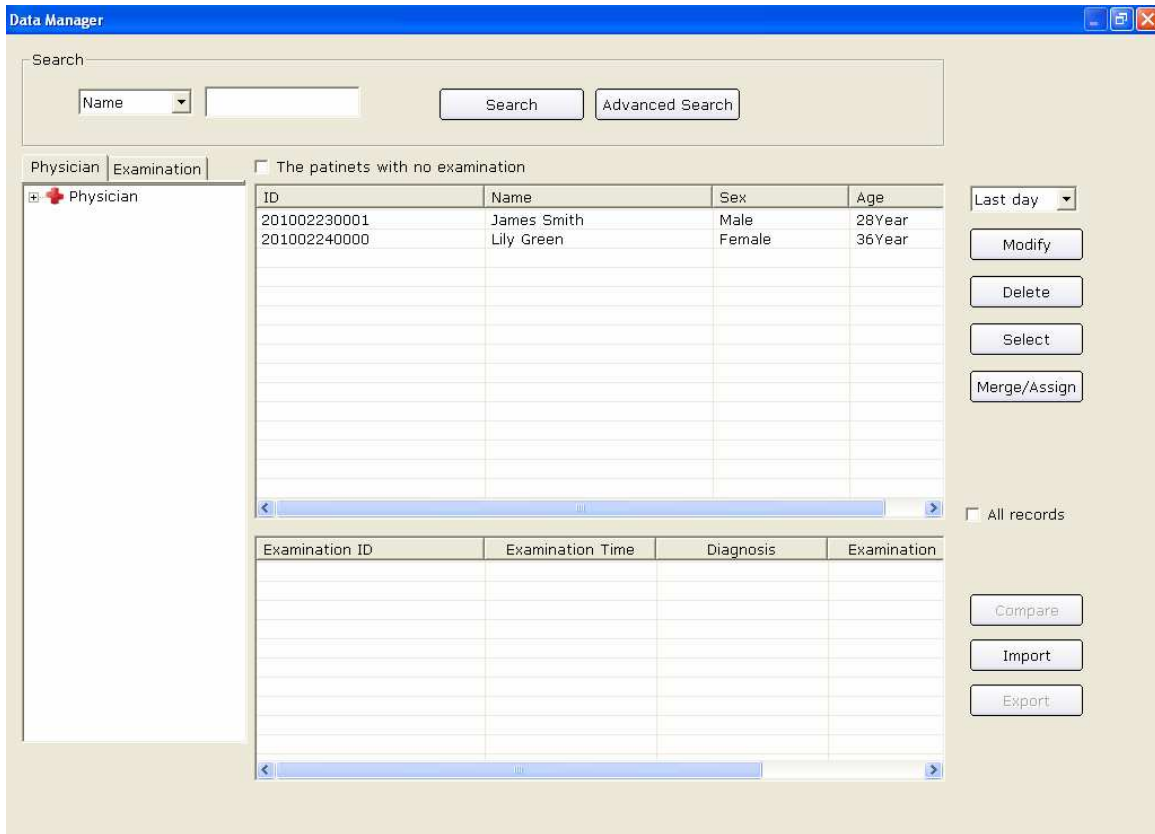 Data Manager
Search
Name
Search
Advanced Search
Physician
Examination
The patinets with no examination
Physician
ID Name Sex Age
201002230001 James Smith Male 28Year
201002240000 Lily Green Female 36Year
Last day
Modify
Delete
Select
Merge/Assign
All records
Examination ID Examination Time Diagnosis Examination
Compare
Import
Export